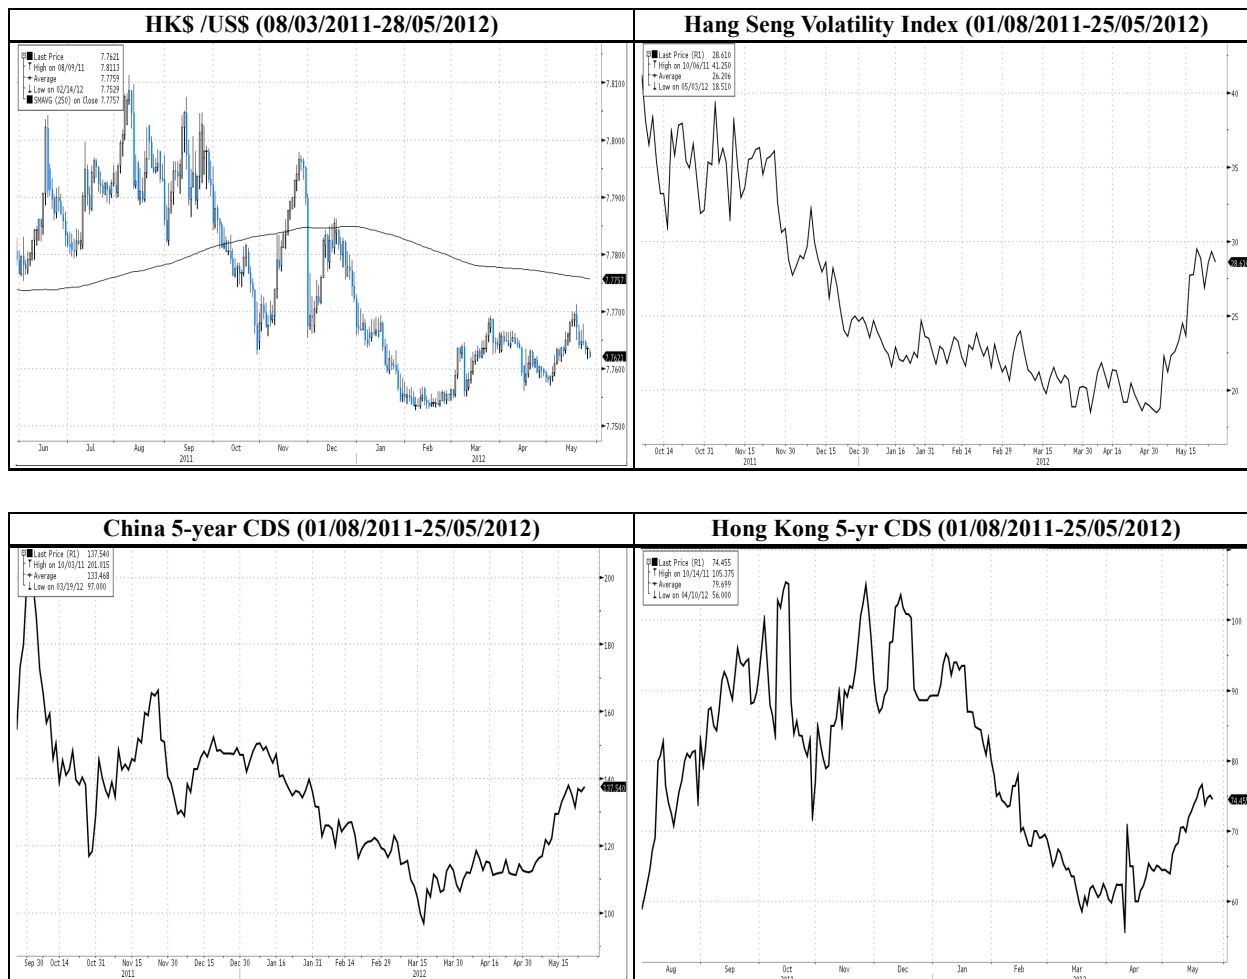 HK$ /US$ (08/03/2011-28/05/2012)
Last Price 7.7621
High on 08/09/11 7.8113
Average 7.7759
Low on 02/14/12 7.7529
SMAVG (250) on Close 7.7757
7.8100
7.8000
7.7900
7.7800
7.7757
7.7700
7.7621
7.7600
7.7500
Jun Jul Aug Sep Oct Nov Dec Jan Feb Mar Apr May
2011 2012
Hang Seng Volatility Index (01/08/2011-25/05/2012)
Last Price (R1) 28.610
High on 10/06/11 41.250
Average 26.206
Low on 05/03/12 18.510
40
35
30
28.610
25
20
Oct 14 Oct 31 Nov 15 Nov 30 Dec 15 Dec 30 Jan 16 Jan 31 Feb 14 Feb 29 Mar 15 Mar 30 Apr 16 Apr 30 May 15
2011 2012
China 5-year CDS (01/08/2011-25/05/2012)
Last Price (R1) 137.540
High on 10/03/11 201.015
Average 133.468
Low on 03/19/12 97.000
200
180
160
140
137.540
120
100
Sep 30 Oct 14 Oct 31 Nov 15 Nov 30 Dec 15 Dec 30 Jan 16 Jan 31 Feb 14 Feb 29 Mar 15 Mar 30 Apr 16 Apr 30 May 15
2011 2012
Hong Kong 5-yr CDS (01/08/2011-25/05/2012)
Last Price (R1) 74.455
High on 10/14/11 105.375
Average 79.699
Low on 04/10/12 56.000
100
90
80
74.455
70
60
Aug Sep Oct Nov Dec Jan Feb Mar Apr May
2011 2012